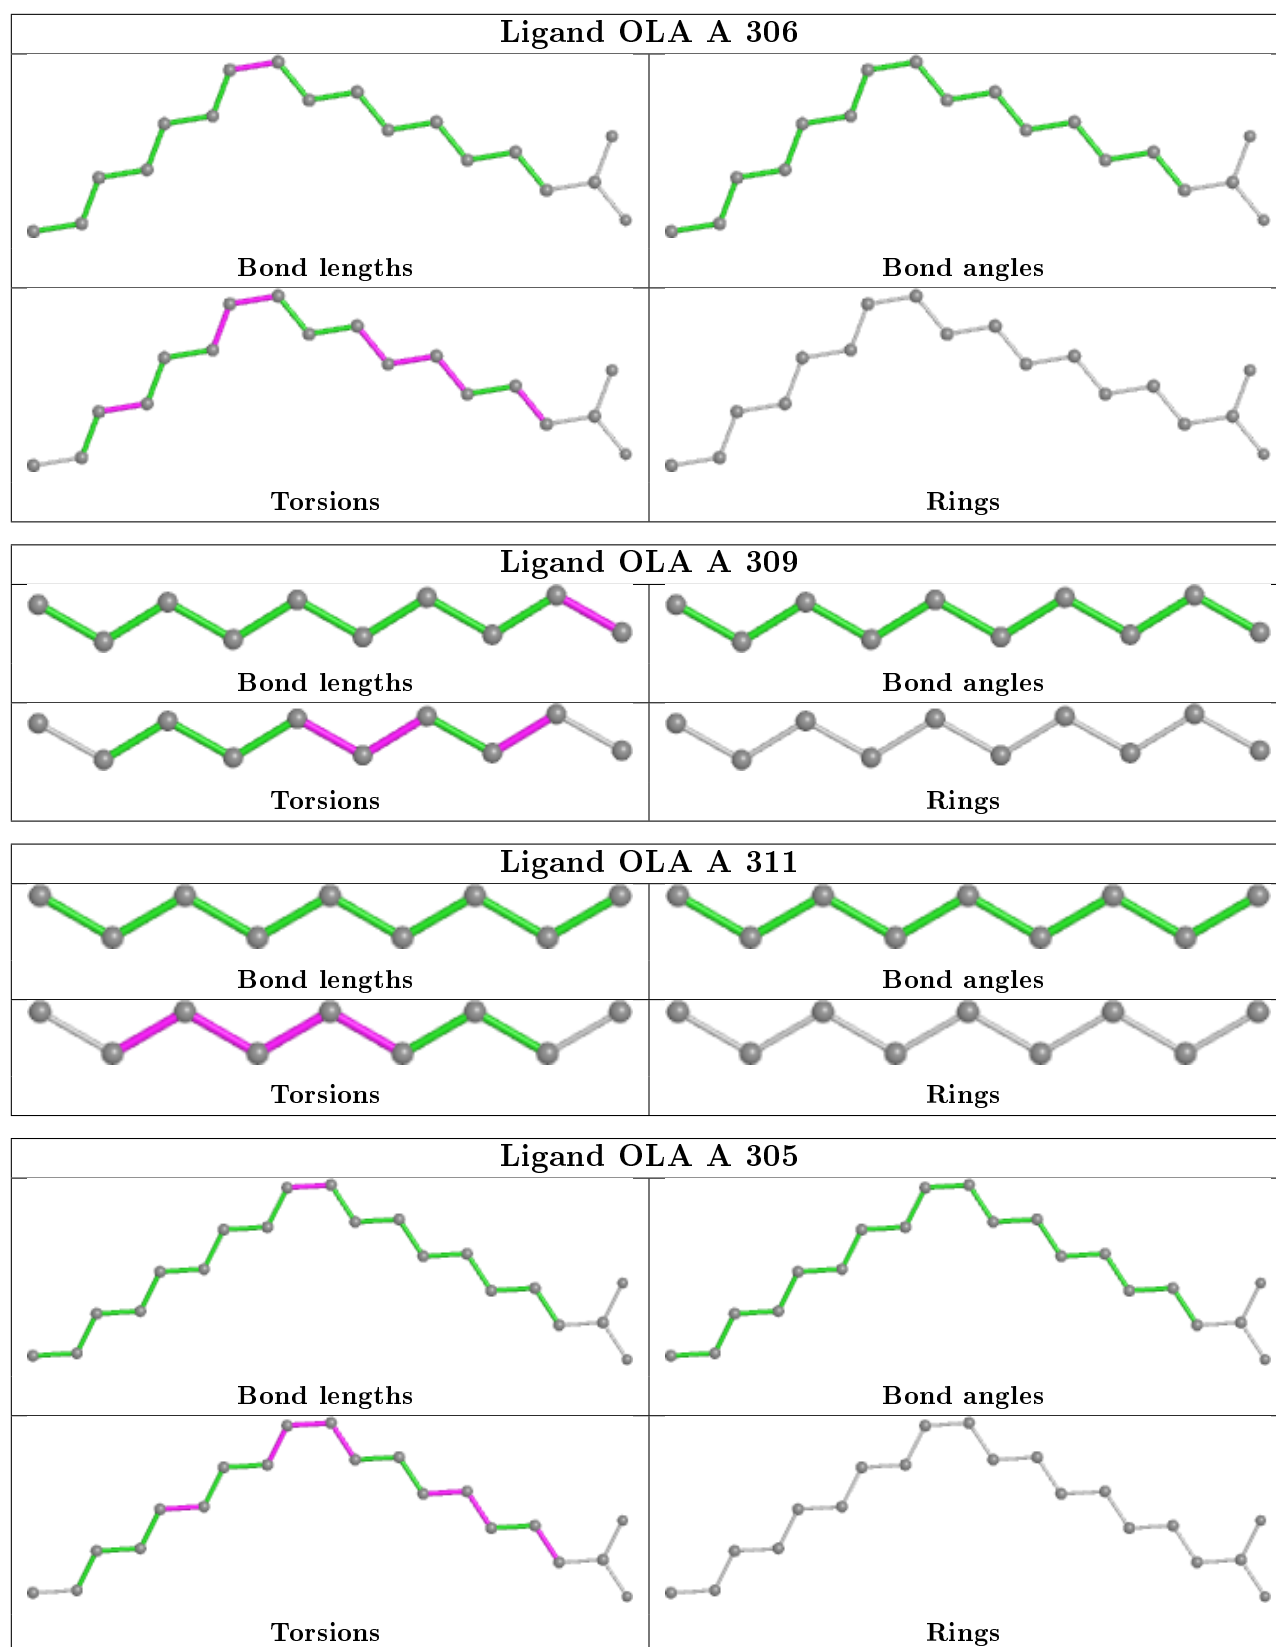 Ligand OLA A 306
Bond lengths
Bond angles
Torsions
Rings
Ligand OLA A 309
Bond lengths
Bond angles
Torsions
Rings
Ligand OLA A 311
Bond lengths
Bond angles
Torsions
Rings
Ligand OLA A 305
Bond lengths
Bond angles
Torsions
Rings